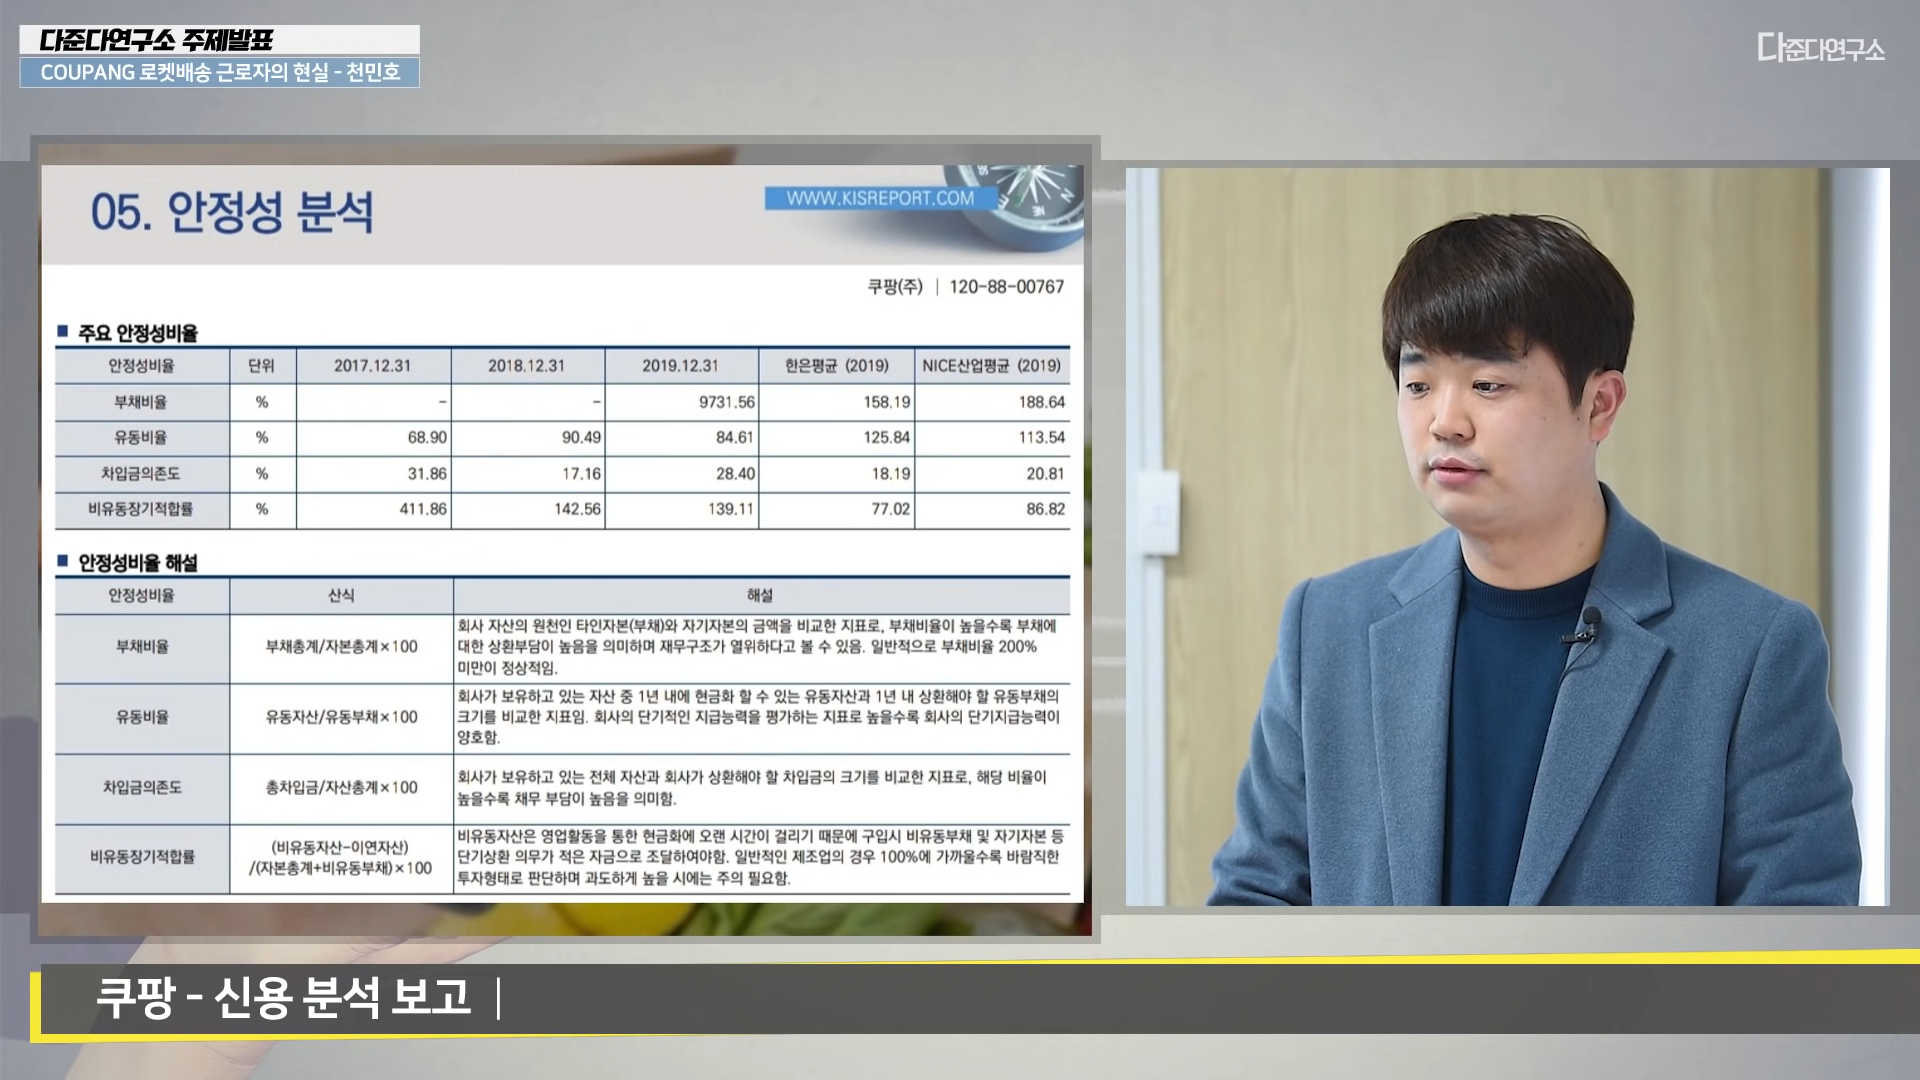 다준다연구소 주제발표
COUPANG 로켓배송 근로자의 현실 - 천민호
다준다연구소
05. 안정성 분석
WWW.KISREPORT.COM
쿠팡(주) | 120-88-00767
■ 주요 안정성비율
안정성비율 단위 2017.12.31 2018.12.31 2019.12.31 한은평균 (2019) NICE산업평균 (2019)
부채비율 % - - 9731.56 158.19 188.64
유동비율 % 68.90 90.49 84.61 125.84 113.54
차입금의존도 % 31.86 17.16 28.40 18.19 20.81
비유동장기적합률 % 411.86 142.56 139.11 77.02 86.82
■ 안정성비율 해설
안정성비율 산식 해설
부채비율 부채총계/자본총계×100
회사 자산의 원천인 타인자본(부채)와 자기자본의 금액을 비교한 지표로, 부채비율이 높을수록 부채에
대한 상환부담이 높음을 의미하며 재무구조가 열위하다고 볼 수 있음. 일반적으로 부채비율 200%
미만이 정상적임.
유동비율 유동자산/유동부채×100
회사가 보유하고 있는 자산 중 1년 내에 현금화 할 수 있는 유동자산과 1년 내 상환해야 할 유동부채의
크기를 비교한 지표임. 회사의 단기적인 지급능력을 평가하는 지표로 높을수록 회사의 단기지급능력이
양호함.
차입금의존도 총차입금/자산총계×100
회사가 보유하고 있는 전체 자산과 회사가 상환해야 할 차입금의 크기를 비교한 지표로, 해당 비율이
높을수록 채무 부담이 높음을 의미함.
비유동장기적합률
(비유동자산-이연자산)
/(자본총계+비유동부채)×100
비유동자산은 영업활동을 통한 현금화에 오랜 시간이 걸리기 때문에 구입시 비유동부채 및 자기자본 등
단기상환 의무가 적은 자금으로 조달하여야함. 일반적인 제조업의 경우 100%에 가까울수록 바람직한
투자형태로 판단하며 과도하게 높을 시에는 주의 필요함.
쿠팡 - 신용 분석 보고 |